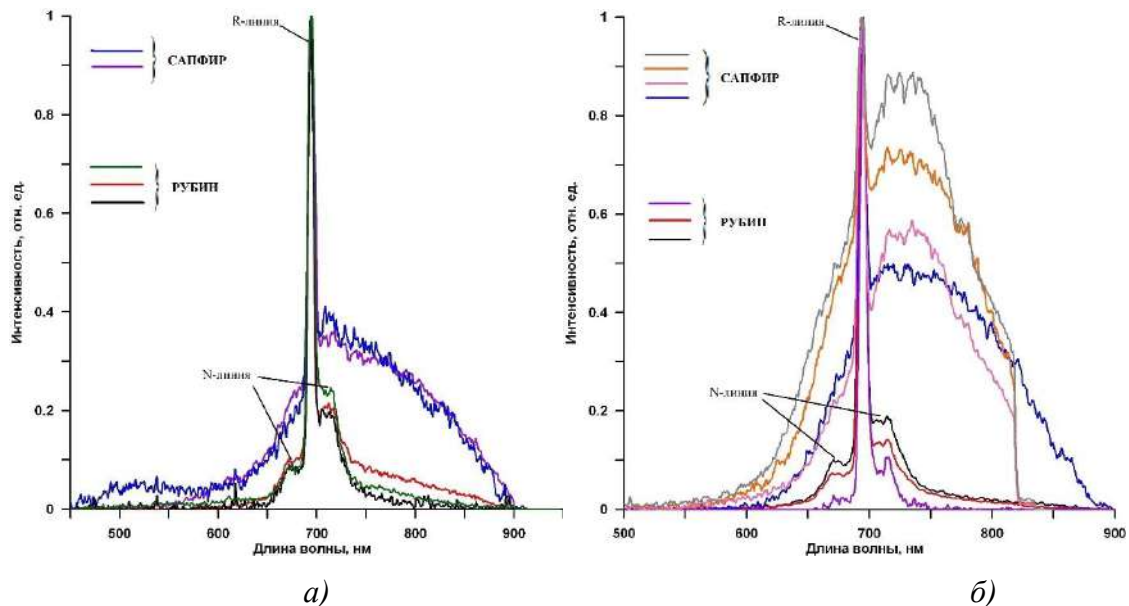 R-линия
САПФИР
РУБИН
N-линия
Интенсивность, отн. ед.
1
0.8
0.6
0.4
0.2
0
500
600
700
800
900
Длина волны, нм
а)
R-линия
САПФИР
РУБИН
N-линия
Интенсивность, отн. ед.
1
0.8
0.6
0.4
0.2
0
500
600
700
800
900
Длина волны, нм
б)